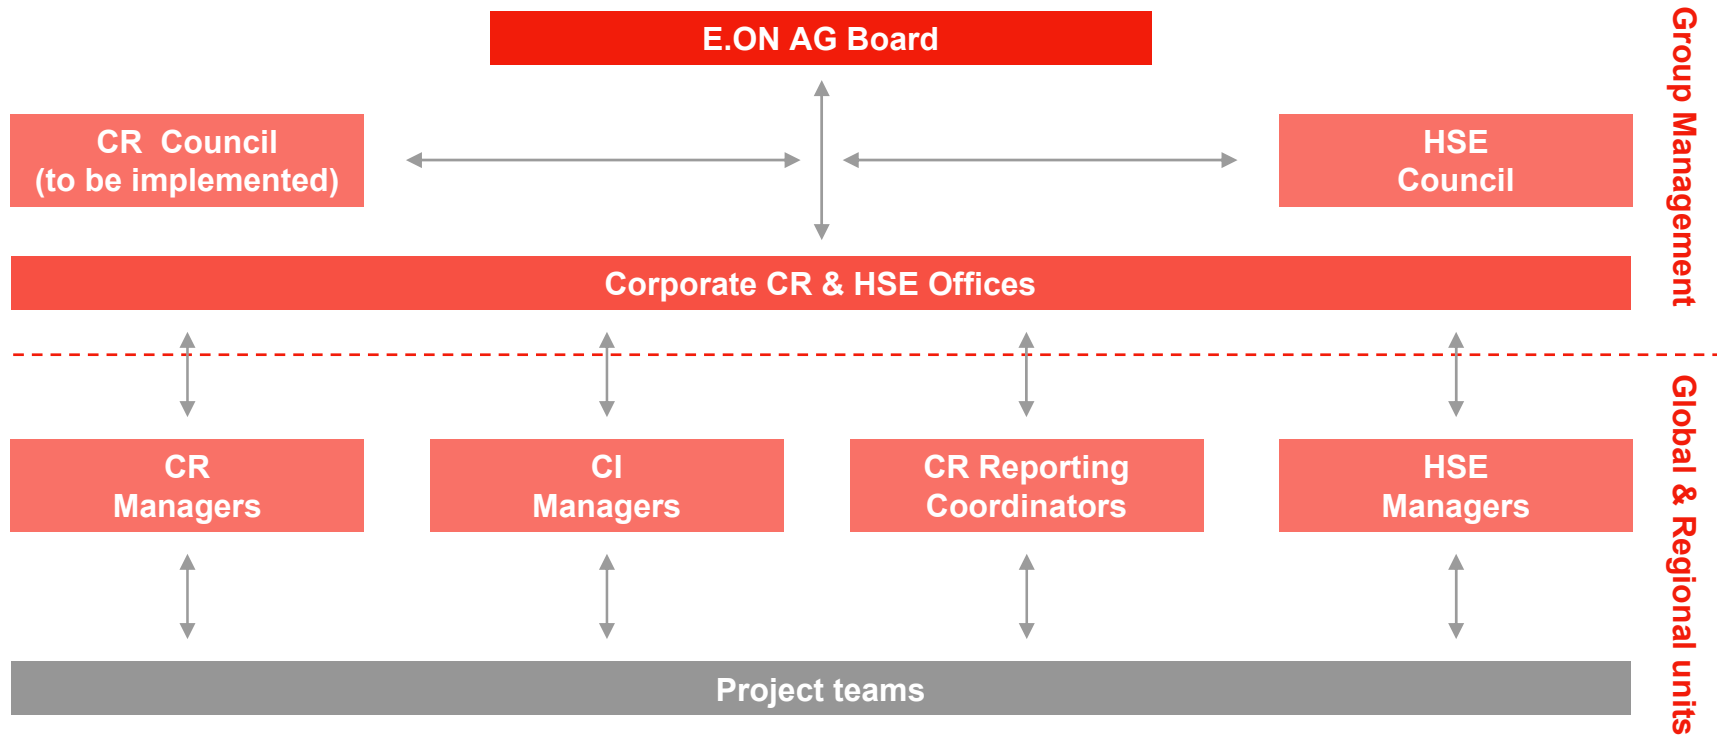 E.ON AG Board
Group Management
CR Council
(to be implemented)
HSE
Council
Corporate CR & HSE Offices
Global & Regional units
CR
Managers
CI
Managers
CR Reporting
Coordinators
HSE
Managers
Project teams